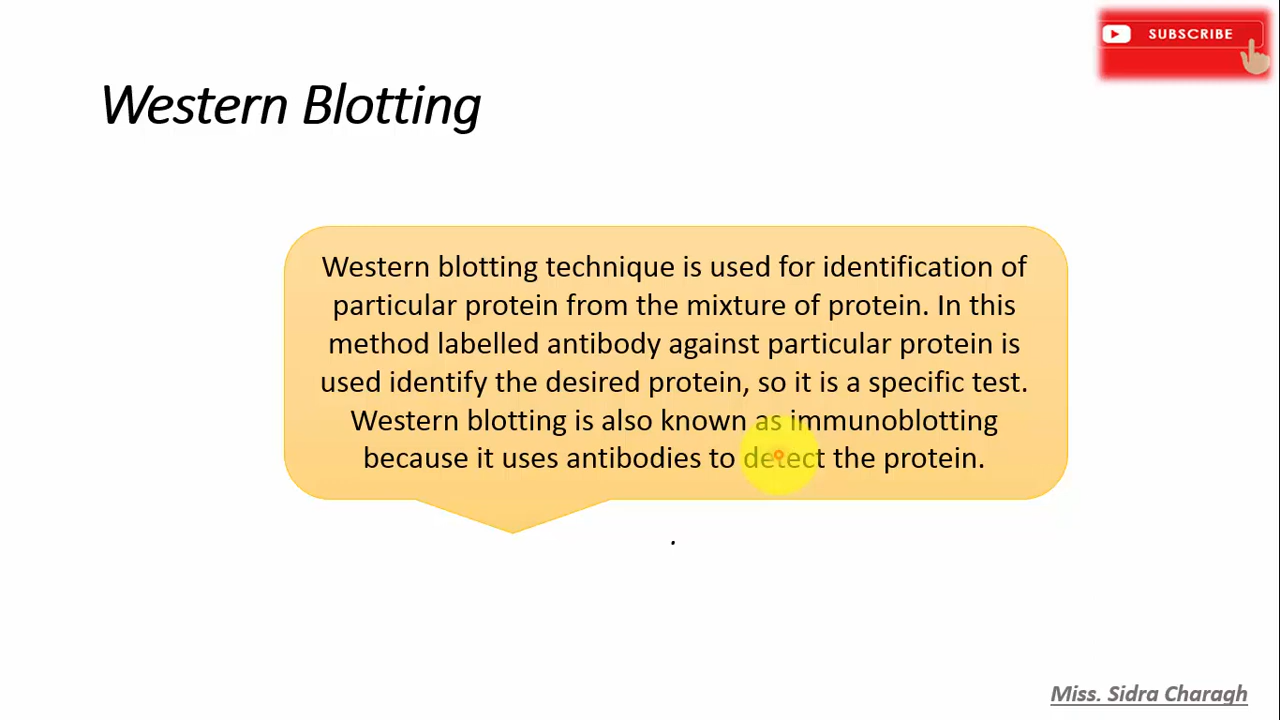 SUBSCRIBE
Western Blotting
Western blotting technique is used for identification of
particular protein from the mixture of protein. In this
method labelled antibody against particular protein is
used identify the desired protein, so it is a specific test.
Western blotting is also known as immunoblotting
because it uses antibodies to detect the protein.
.
Miss. Sidra Charagh